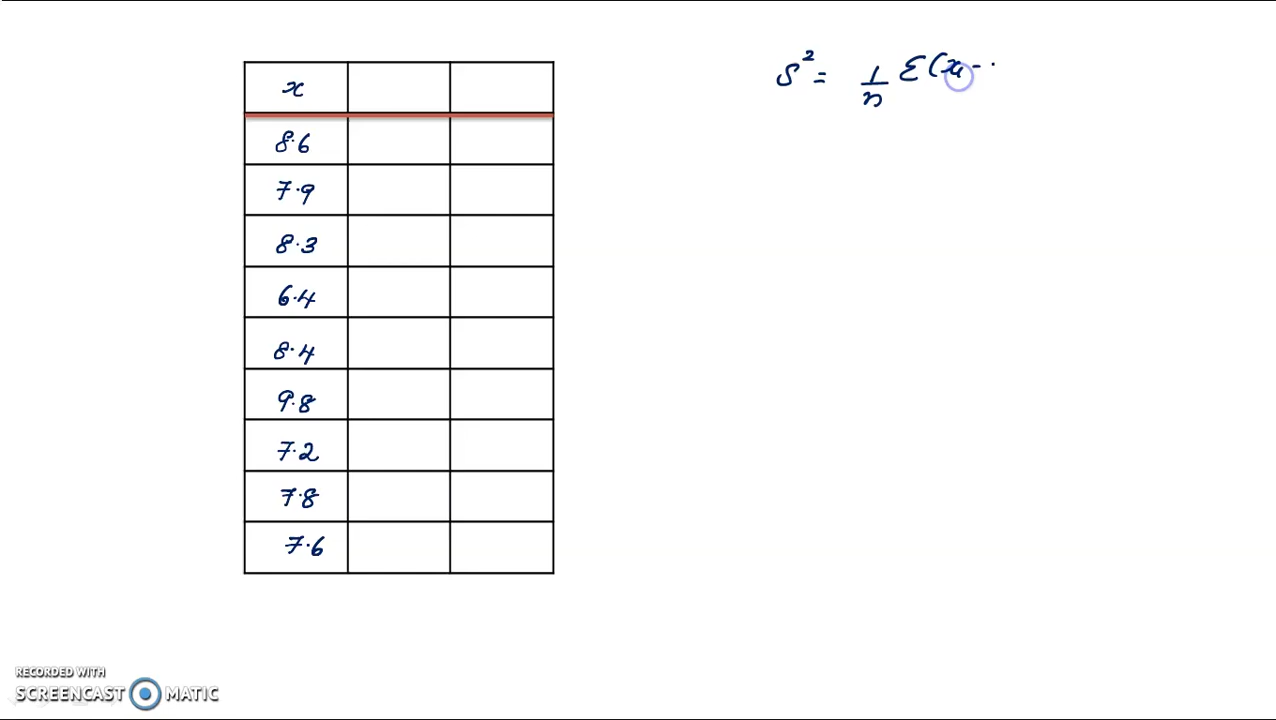 x
8.6
7.9
8.3
6.4
8.4
9.8
7.2
7.8
7.6
S² = 1/n Σ(x -
RECORDED WITH
SCREENCAST MATIC